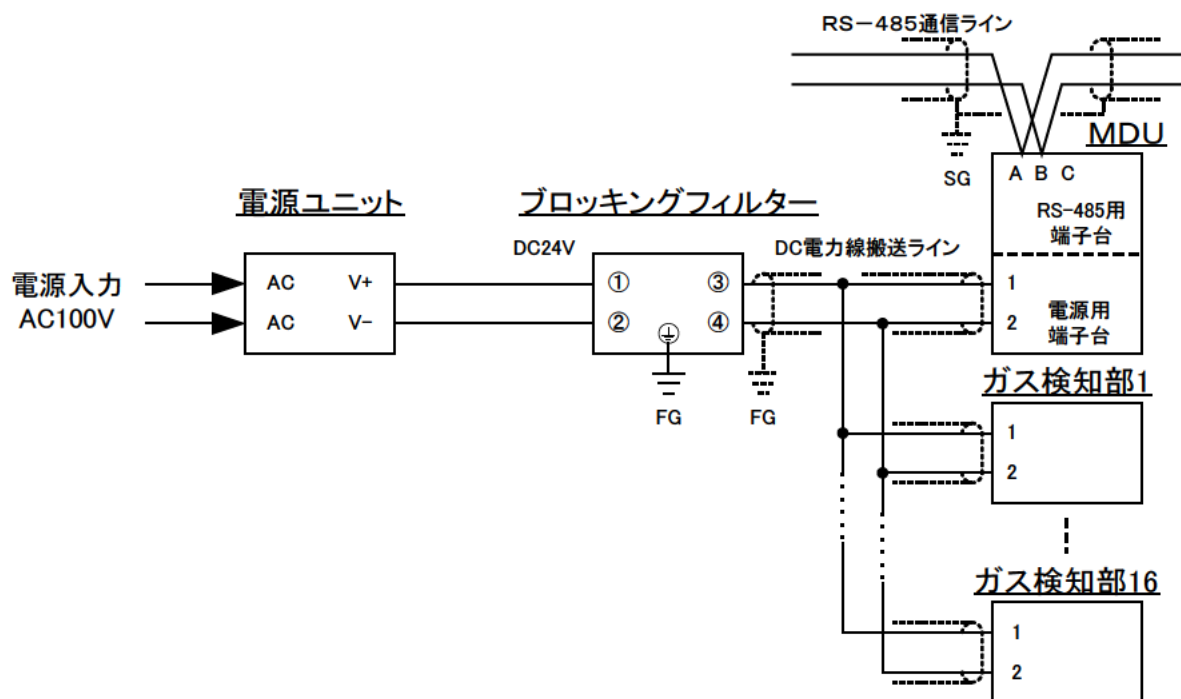 RS－485通信ライン
MDU
SG
A B C
RS-485用
端子台
電源ユニット
ブロッキングフィルター
DC24V
DC電力線搬送ライン
電源入力
AC100V
AC V+
AC V-
① ③
② ④
FG
FG
1
2
電源用
端子台
ガス検知部1
1
2
ガス検知部16
1
2